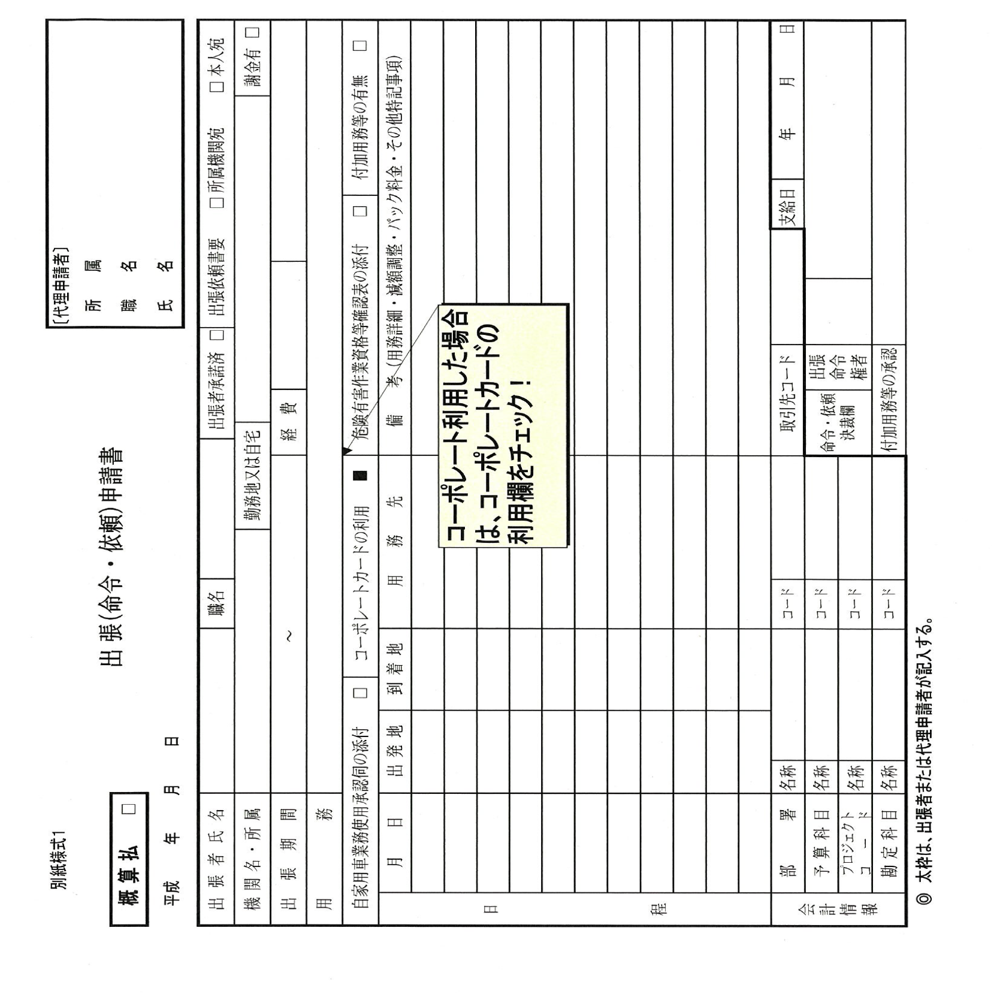 別紙様式1
概算払 □
出張(命令・依頼)申請書
平成 年 月 日
[代理申請者]
所属
職名
氏名
出張者氏名 職名 出張者承諾済 □ 出張依頼書要 □所属機関宛 □本人宛
機関名・所属 勤務地又は自宅 謝金有 □
出張期間 ～ 経費
用務
自家用車業務使用承認伺の添付 □ コーポレートカードの利用 ■ 危険有害作業資格等確認表の添付 □ 付加用務等の有無 □
日程
月日 出発地 到着地 用務先 備考(用務詳細・減額調整・パック料金・その他特記事項)
コーポレート利用した場合
は、コーポレートカードの
利用欄をチェック!
会計情報
部署 名称 コード 取引先コード 支給日 年 月 日
予算科目 名称 コード 命令・依頼決裁欄 出張命令権者
プロジェクトコード 名称 コード
勘定科目 名称 コード 付加用務等の承認
◎ 太枠は、出張者または代理申請者が記入する。